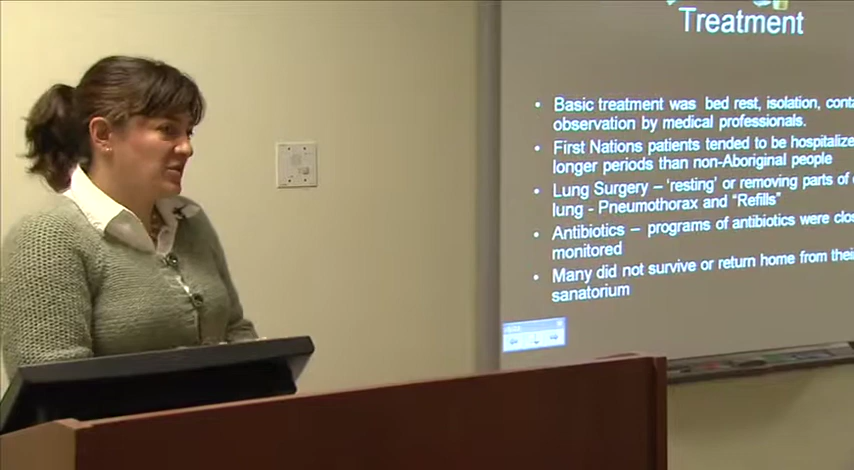 Treatment
• Basic treatment was bed rest, isolation,
observation by medical professionals.
• First Nations patients tended to be
longer periods than non-Aboriginal people
• Lung Surgery – 'resting' or removing parts of
lung - Pneumothorax and "Refills"
• Antibiotics – programs of antibiotics were
monitored
• Many did not survive or return home from
sanatorium